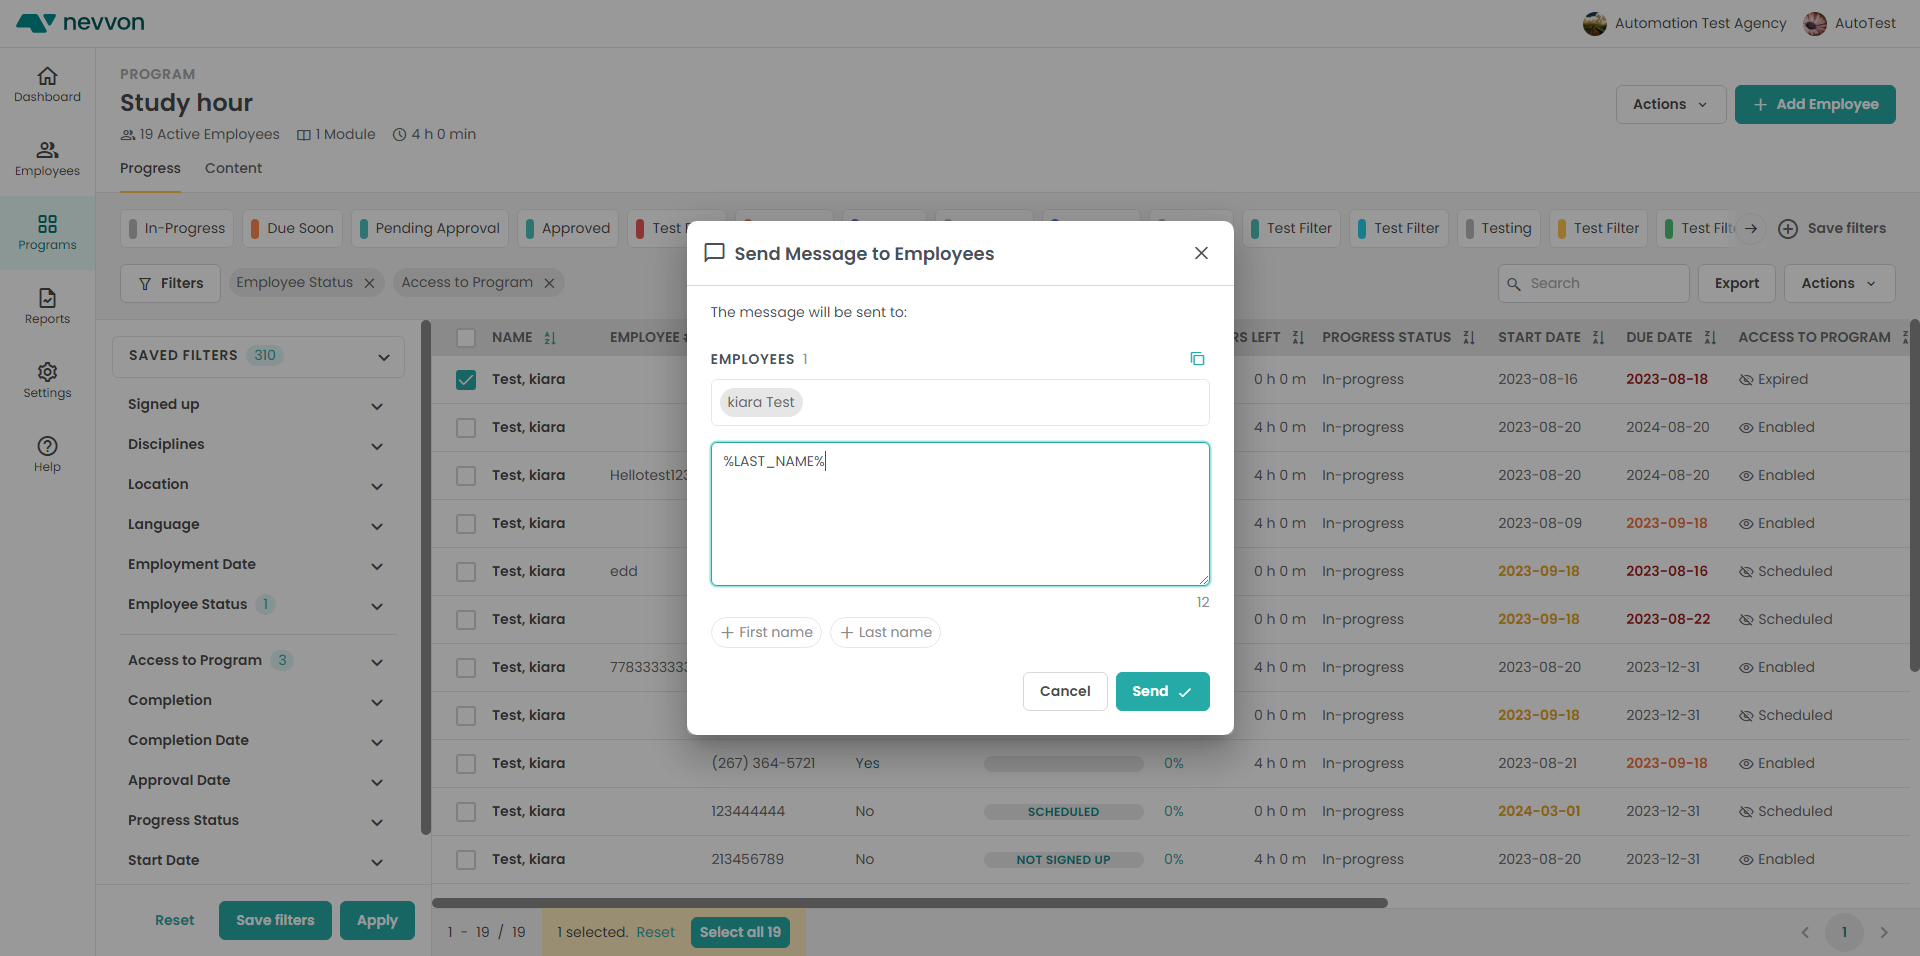 nevvon
Automation Test Agency
AutoTest
Dashboard
Employees
Programs
Reports
Settings
Help
PROGRAM
Study hour
19 Active Employees 1 Module 4 h 0 min
Progress Content
Actions
Add Employee
In-Progress Due Soon Pending Approval Approved Test Test Filter Test Filter Testing Test Filter Test Filt
Save filters
Filters Employee Status Access to Program
Search Export Actions
SAVED FILTERS 310
Signed up
Disciplines
Location
Language
Employment Date
Employee Status 1
Access to Program 3
Completion
Completion Date
Approval Date
Progress Status
Start Date
Reset Save filters Apply
NAME EMPLOYEE RS LEFT PROGRESS STATUS START DATE DUE DATE ACCESS TO PROGRAM
Test, kiara 0 h 0 m In-progress 2023-08-16 2023-08-18 Expired
Test, kiara 4 h 0 m In-progress 2023-08-20 2024-08-20 Enabled
Test, kiara Hellotest123 4 h 0 m In-progress 2023-08-20 2024-08-20 Enabled
Test, kiara 4 h 0 m In-progress 2023-08-09 2023-09-18 Enabled
Test, kiara edd 0 h 0 m In-progress 2023-09-18 2023-08-16 Scheduled
Test, kiara 4 h 0 m In-progress 2023-09-18 2023-08-22 Scheduled
Test, kiara 7783333333 4 h 0 m In-progress 2023-08-20 2023-12-31 Enabled
Test, kiara 0 h 0 m In-progress 2023-09-18 2023-12-31 Scheduled
Test, kiara (267) 364-5721 Yes 0% 4 h 0 m In-progress 2023-08-21 2023-09-18 Enabled
Test, kiara 123444444 No SCHEDULED 0% 0 h 0 m In-progress 2024-03-01 2023-12-31 Scheduled
Test, kiara 213456789 No NOT SIGNED UP 0% 4 h 0 m In-progress 2023-08-20 2023-12-31 Enabled
1 - 19 / 19 1 selected. Reset Select all 19
1
Send Message to Employees
The message will be sent to:
EMPLOYEES 1
kiara Test
%LAST_NAME%
12
First name Last name
Cancel Send